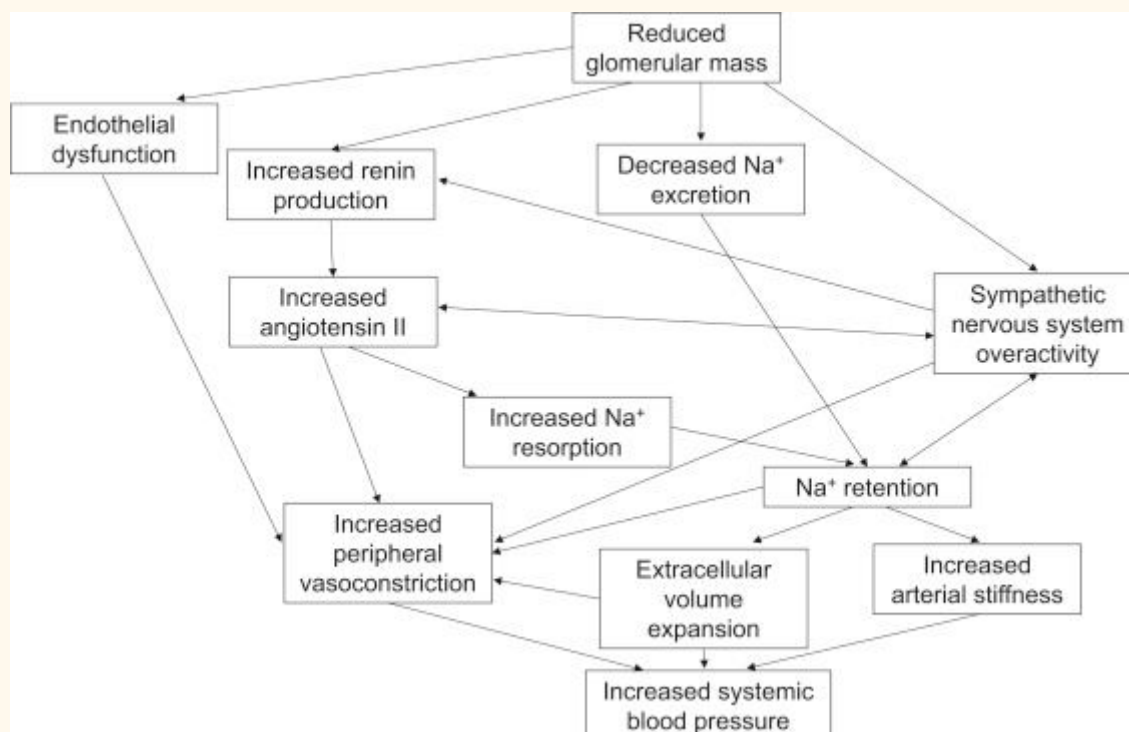 Reduced
glomerular mass
Endothelial
dysfunction
Increased renin
production
Decreased Na⁺
excretion
Increased
angiotensin II
Sympathetic
nervous system
overactivity
Increased Na⁺
resorption
Na⁺ retention
Increased
peripheral
vasoconstriction
Extracellular
volume
expansion
Increased
arterial stiffness
Increased systemic
blood pressure